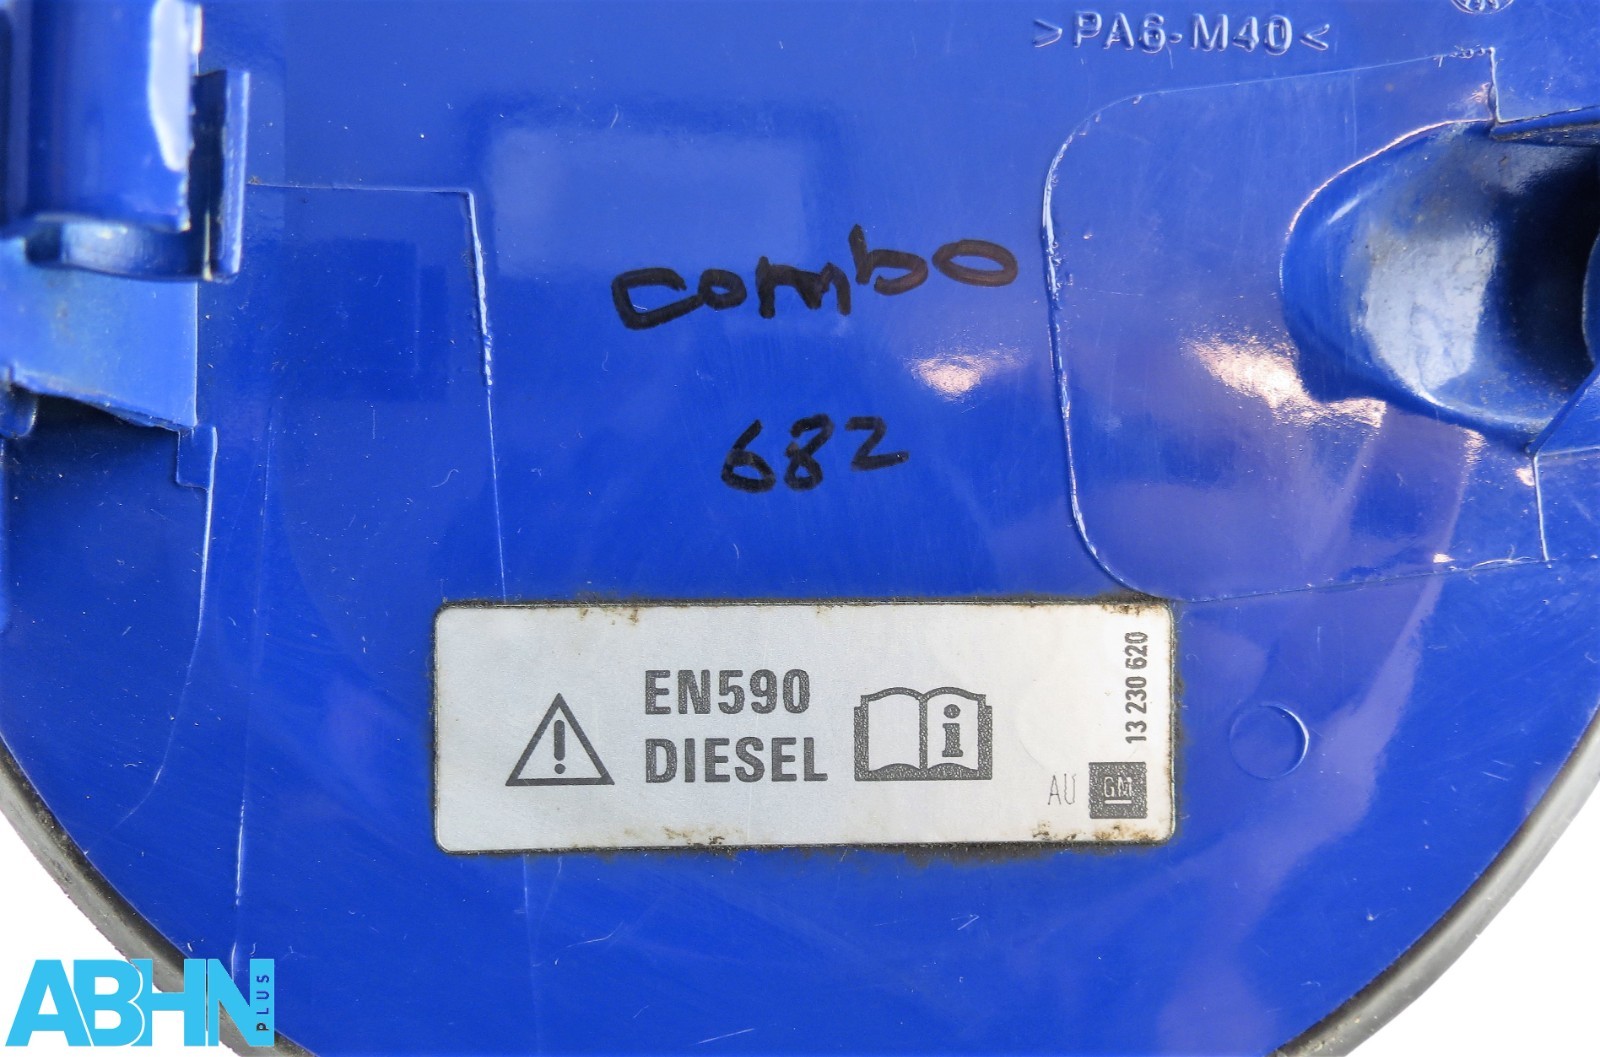 >PA6-M40<
combo
682
EN590
DIESEL
13 230 620
AU GM
ABHN PLUS